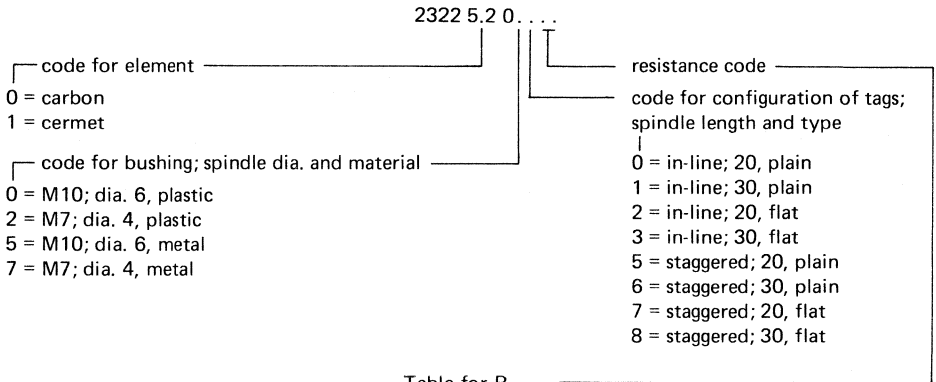 2322 5.2 0. . . .
code for element
0 = carbon
1 = cermet
code for bushing; spindle dia. and material
0 = M10; dia. 6, plastic
2 = M7; dia. 4, plastic
5 = M10; dia. 6, metal
7 = M7; dia. 4, metal
resistance code
code for configuration of tags;
spindle length and type
0 = in-line; 20, plain
1 = in-line; 30, plain
2 = in-line; 20, flat
3 = in-line; 30, flat
5 = staggered; 20, plain
6 = staggered; 30, plain
7 = staggered; 20, flat
8 = staggered; 30, flat
Table for R